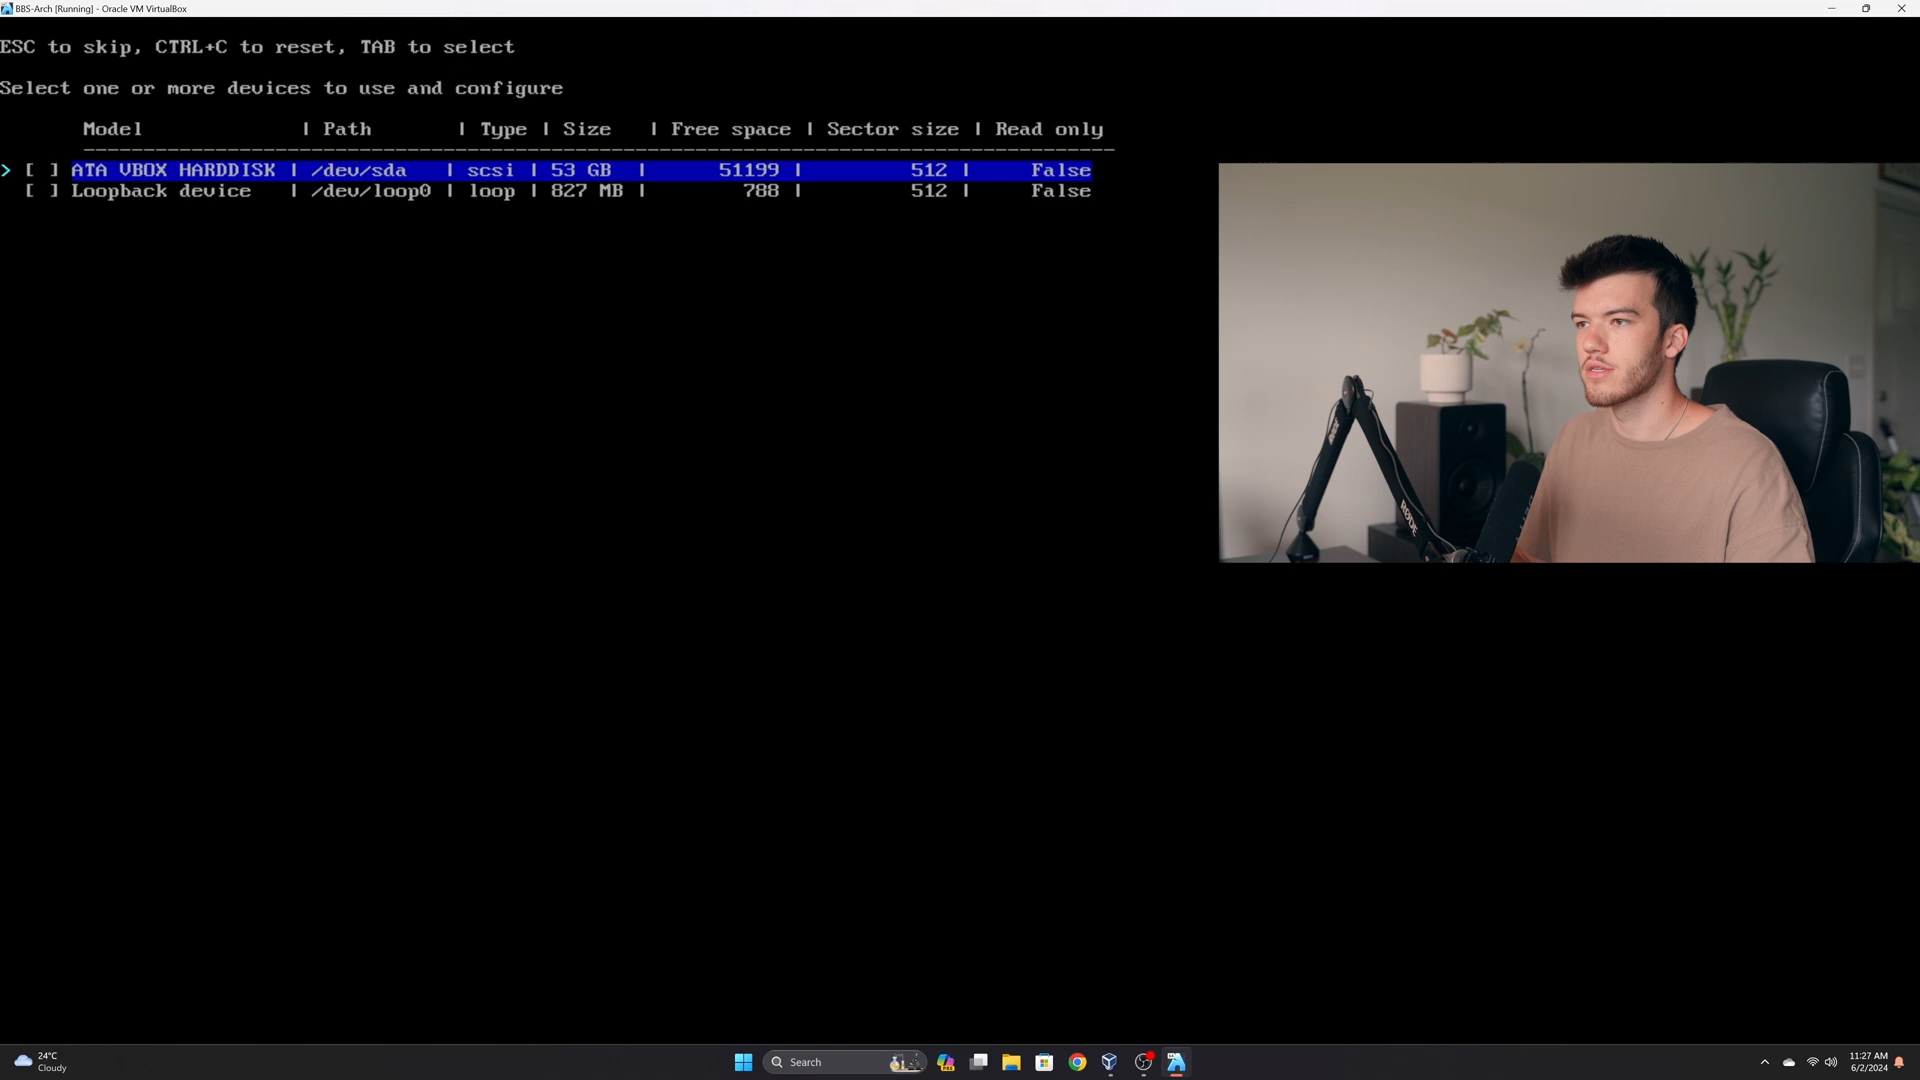 BBS-Arch [Running] - Oracle VM VirtualBox
ESC to skip, CTRL+C to reset, TAB to select
Select one or more devices to use and configure
Model | Path | Type | Size | Free space | Sector size | Read only
> [ ] ATA VBOX HARDDISK | /dev/sda | scsi | 53 GB | 51199 | 512 | False
[ ] Loopback device | /dev/loop0 | loop | 827 MB | 788 | 512 | False
RØDE
24°C
Cloudy
Search
11:27 AM
6/2/2024